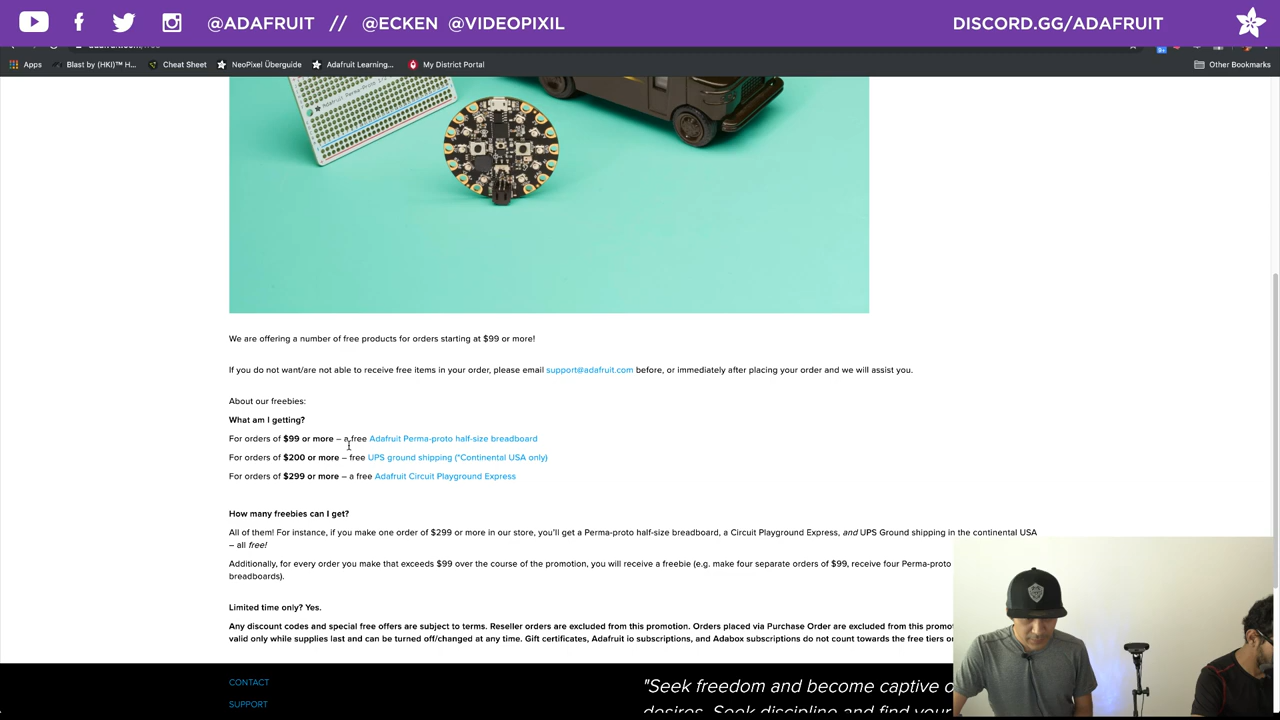 @ADAFRUIT // @ECKEN @VIDEOPIXIL DISCORD.GG/ADAFRUIT
Apps Blast by (HKI)™ H... Cheat Sheet NeoPixel Überguide Adafruit Learning... My District Portal Other Bookmarks
We are offering a number of free products for orders starting at $99 or more!
If you do not want/are not able to receive free items in your order, please email support@adafruit.com before, or immediately after placing your order and we will assist you.
About our freebies:
What am I getting?
For orders of $99 or more – a free Adafruit Perma-proto half-size breadboard
For orders of $200 or more – free UPS ground shipping (*Continental USA only)
For orders of $299 or more – a free Adafruit Circuit Playground Express
How many freebies can I get?
All of them! For instance, if you make one order of $299 or more in our store, you'll get a Perma-proto half-size breadboard, a Circuit Playground Express, and UPS Ground shipping in the continental USA
– all free!
Additionally, for every order you make that exceeds $99 over the course of the promotion, you will receive a freebie (e.g. make four separate orders of $99, receive four Perma-proto
breadboards).
Limited time only? Yes.
Any discount codes and special free offers are subject to terms. Reseller orders are excluded from this promotion. Orders placed via Purchase Order are excluded from this
valid only while supplies last and can be turned off/changed at any time. Gift certificates, Adafruit io subscriptions, and Adabox subscriptions do not count towards the free tiers
CONTACT
"Seek freedom and become captive
SUPPORT
desires. Seek discipline and find your